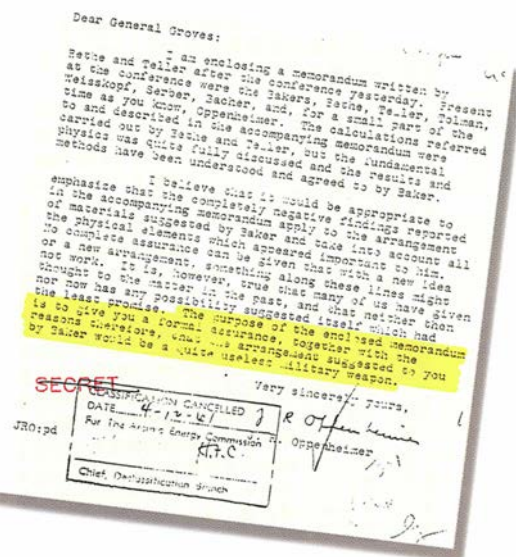 Dear General Groves:
I am enclosing a memorandum written by
Bethe and Teller after the conference yesterday. Present
at the conference were the Bakers, Bethe, Teller, Tolman,
Weisskopf, Serber, Bacher, and, for a small part of the
time as you know, Oppenheimer. The calculations referred
to and described in the accompanying memorandum were
carried out by Bethe and Teller, but the fundamental
physics was quite fully discussed and the results and
methods have been understood and agreed to by Baker.
I believe that it would be appropriate to
emphasize that the completely negative findings reported
in the accompanying memorandum apply to the arrangement
of materials suggested by Baker and take into account all
the physical elements which appeared important to him.
No complete assurance can be given that with a new idea
or a new arrangement, something along these lines might
not work. It is, however, true that many of us have given
thought to the matter in the past, and that neither then
nor now has any possibility suggested itself which had
the least promise. The purpose of the enclosed memorandum
is to give you a formal assurance, together with the
reasons therefore, that the arrangement suggested to you
by Baker would be a quite useless military weapon.
Very sincerely yours,
SECRET
CLASSIFICATION CANCELLED
DATE
For The Atomic Energy Commission
H.F.C.
Chief, Declassification Branch
J R Oppenheimer
Oppenheimer
JRO:pd